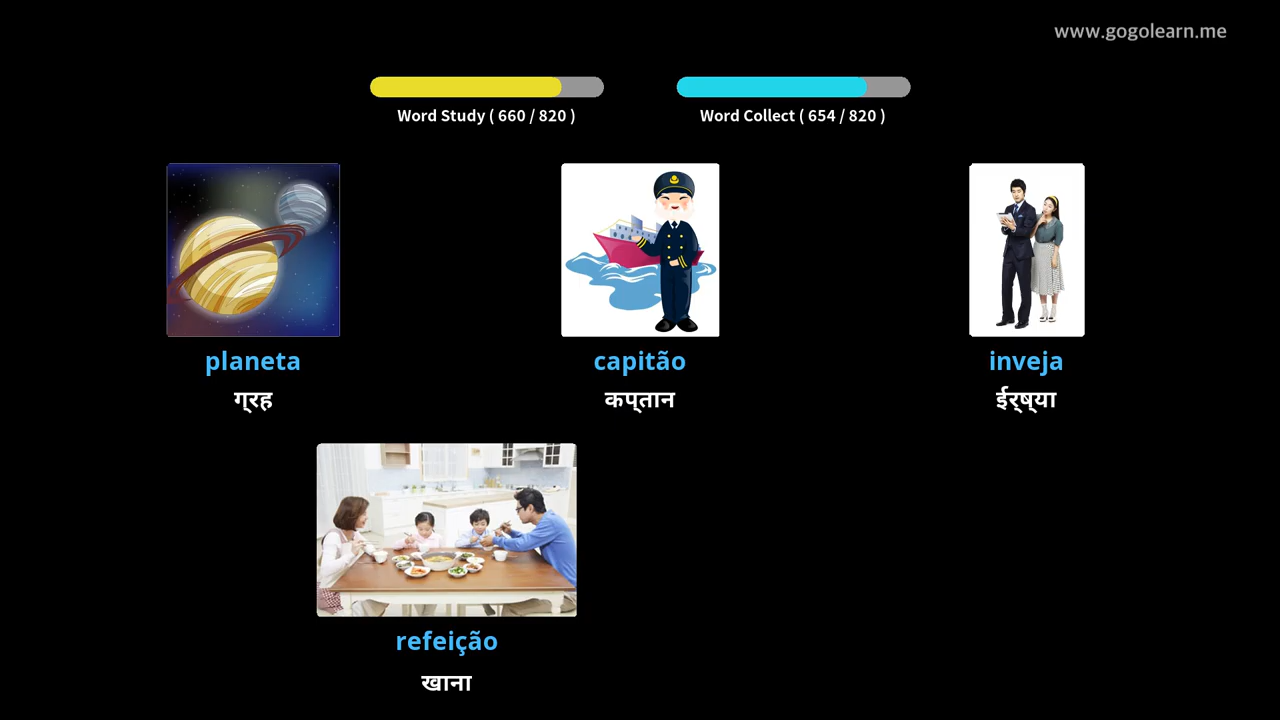 www.gogolearn.me
Word Study ( 660 / 820 )
Word Collect ( 654 / 820 )
planeta
capitão
inveja
ग्रह
कप्तान
ईर्ष्या
refeição
खाना